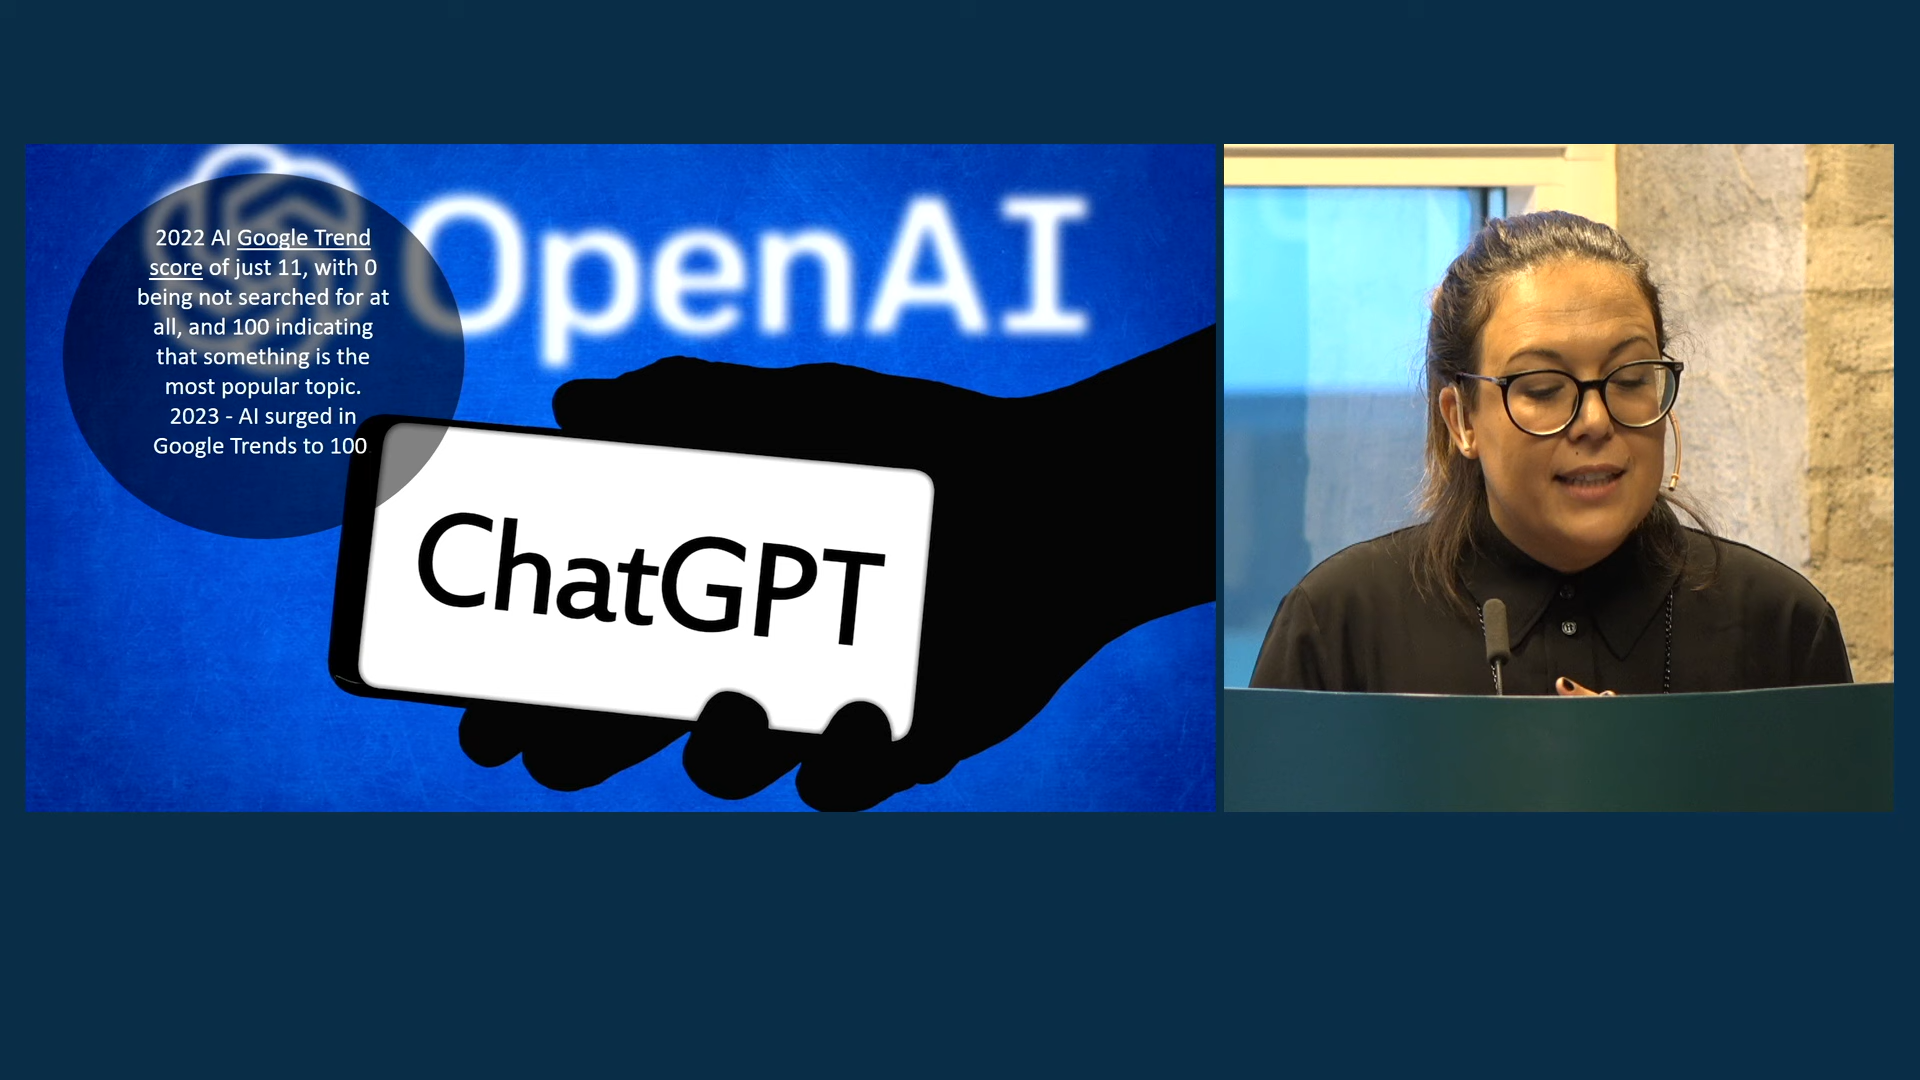 2022 AI Google Trend
score of just 11, with 0
being not searched for at
all, and 100 indicating
that something is the
most popular topic.
2023 - AI surged in
Google Trends to 100
OpenAI
ChatGPT